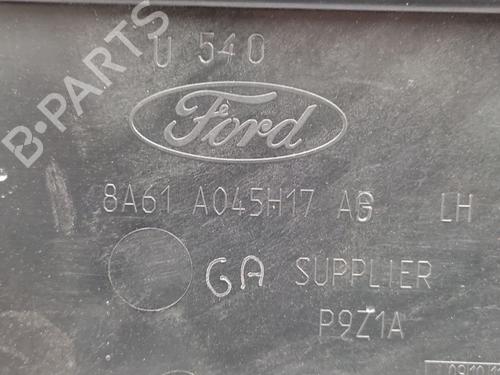 U 540
Ford
8A61 A045H17 AG LH
GA SUPPLIER
P9Z1A
B-PARTS